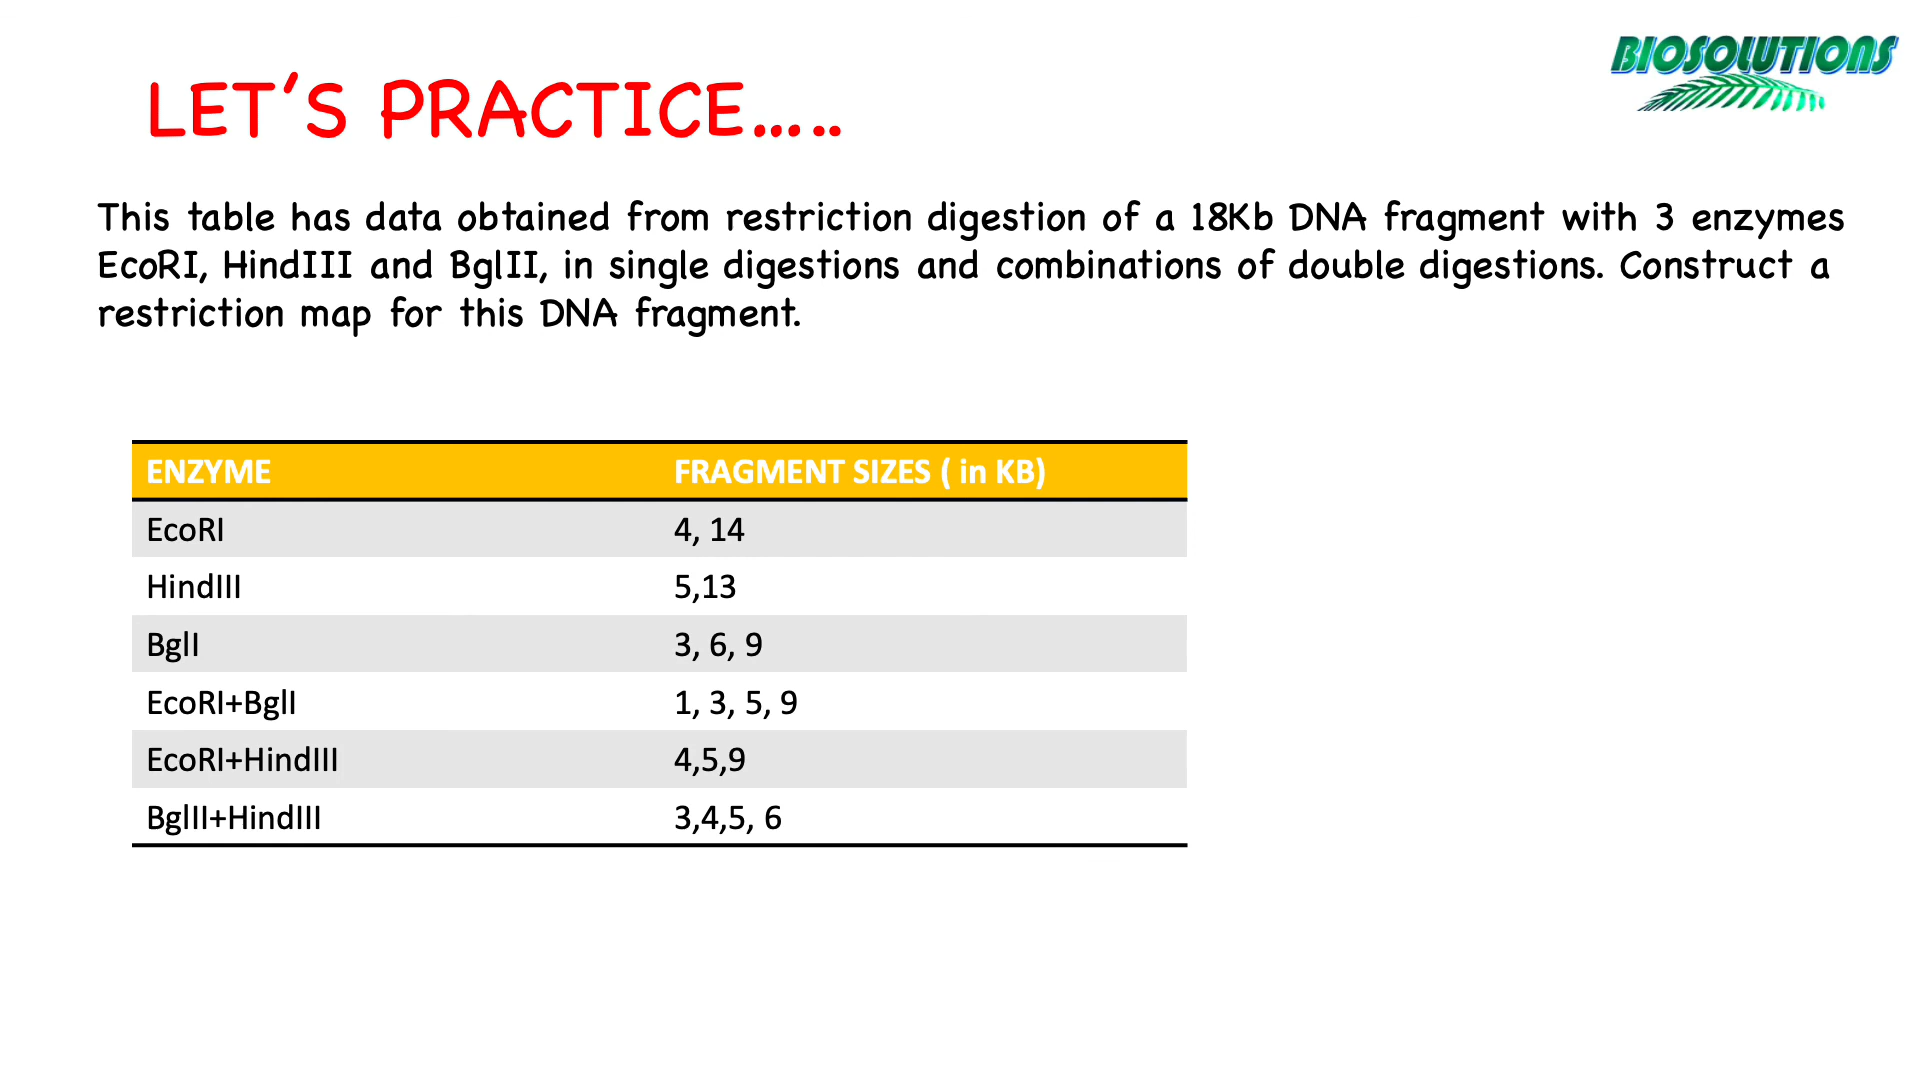 BIOSOLUTIONS
LET'S PRACTICE.....
This table has data obtained from restriction digestion of a 18Kb DNA fragment with 3 enzymes
EcoRI, HindIII and BglII, in single digestions and combinations of double digestions. Construct a
restriction map for this DNA fragment.
ENZYME FRAGMENT SIZES ( in KB)
EcoRI 4, 14
HindIII 5,13
BglI 3, 6, 9
EcoRI+BglI 1, 3, 5, 9
EcoRI+HindIII 4,5,9
BglII+HindIII 3,4,5, 6